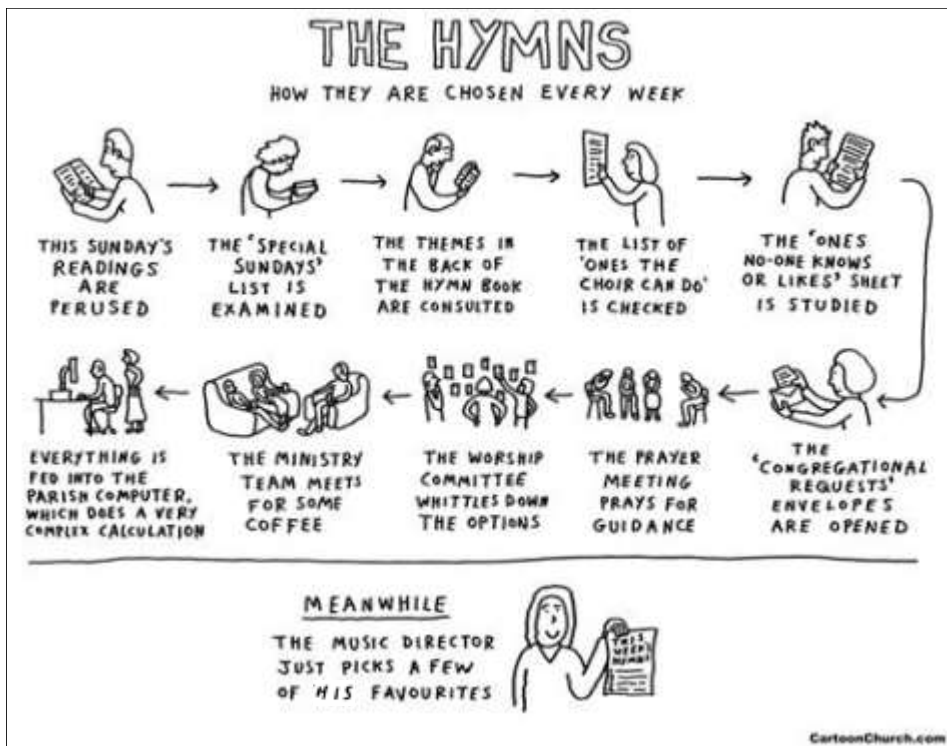 THE HYMNS
HOW THEY ARE CHOSEN EVERY WEEK
THIS SUNDAY'S
READINGS
ARE
PERUSED
THE 'SPECIAL
SUNDAYS'
LIST IS
EXAMINED
THE THEMES IN
THE BACK OF
THE HYMN BOOK
ARE CONSULTED
THE LIST OF
'ONES THE
CHOIR CAN DO'
IS CHECKED
THE 'ONES
NO-ONE KNOWS
OR LIKES' SHEET
IS STUDIED
THE
'CONGREGATIONAL
REQUESTS'
ENVELOPES
ARE OPENED
THE PRAYER
MEETING
PRAYS FOR
GUIDANCE
THE WORSHIP
COMMITTEE
WHITTLES DOWN
THE OPTIONS
THE MINISTRY
TEAM MEETS
FOR SOME
COFFEE
EVERYTHING IS
FED INTO THE
PARISH COMPUTER,
WHICH DOES A VERY
COMPLEX CALCULATION
MEANWHILE
THE MUSIC DIRECTOR
JUST PICKS A FEW
OF HIS FAVOURITES
THIS
WEEK'S
HYMNS
CartoonChurch.com